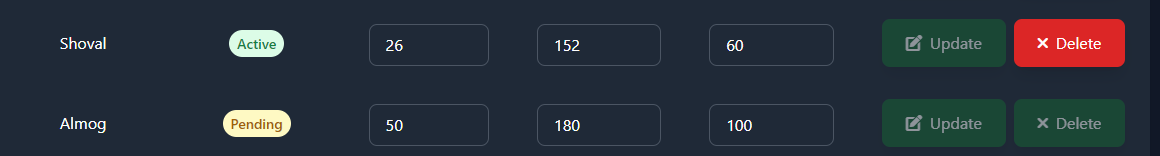 Shoval Active 26 152 60 Update Delete
Almog Pending 50 180 100 Update Delete